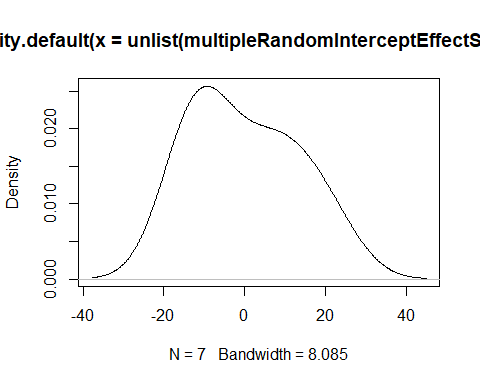 ity.default(x = unlist(multipleRandomInterceptEffectS
Density
0.000 0.010 0.020
-40 -20 0 20 40
N = 7 Bandwidth = 8.085